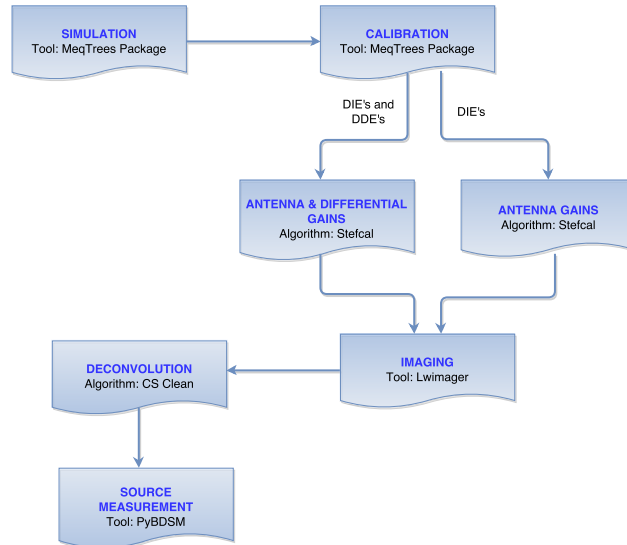 SIMULATION
Tool: MeqTrees Package
CALIBRATION
Tool: MeqTrees Package
DIE's and
DDE's
DIE's
ANTENNA & DIFFERENTIAL
GAINS
Algorithm: Stefcal
ANTENNA GAINS
Algorithm: Stefcal
IMAGING
Tool: Lwimager
DECONVOLUTION
Algorithm: CS Clean
SOURCE
MEASUREMENT
Tool: PyBDSM